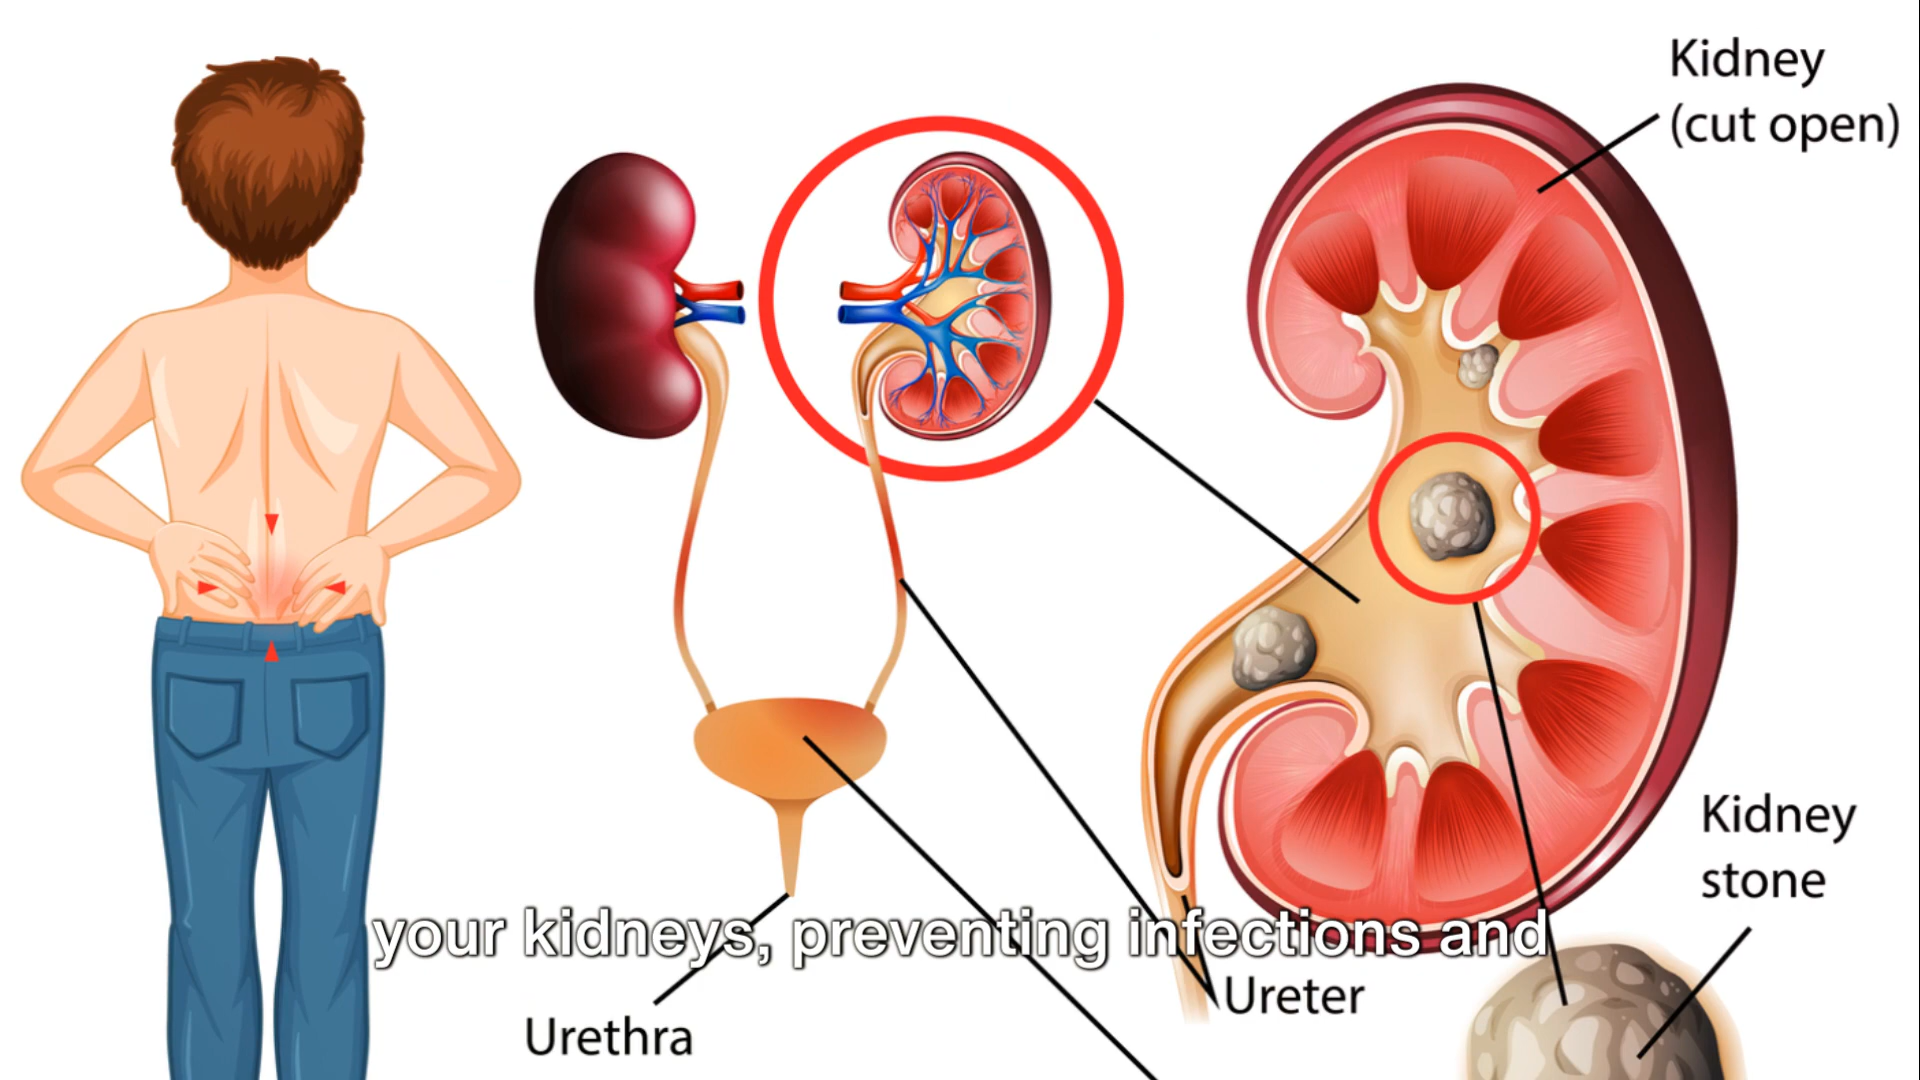 Kidney
(cut open)
Kidney
stone
your kidneys, preventing infections and
Ureter
Urethra